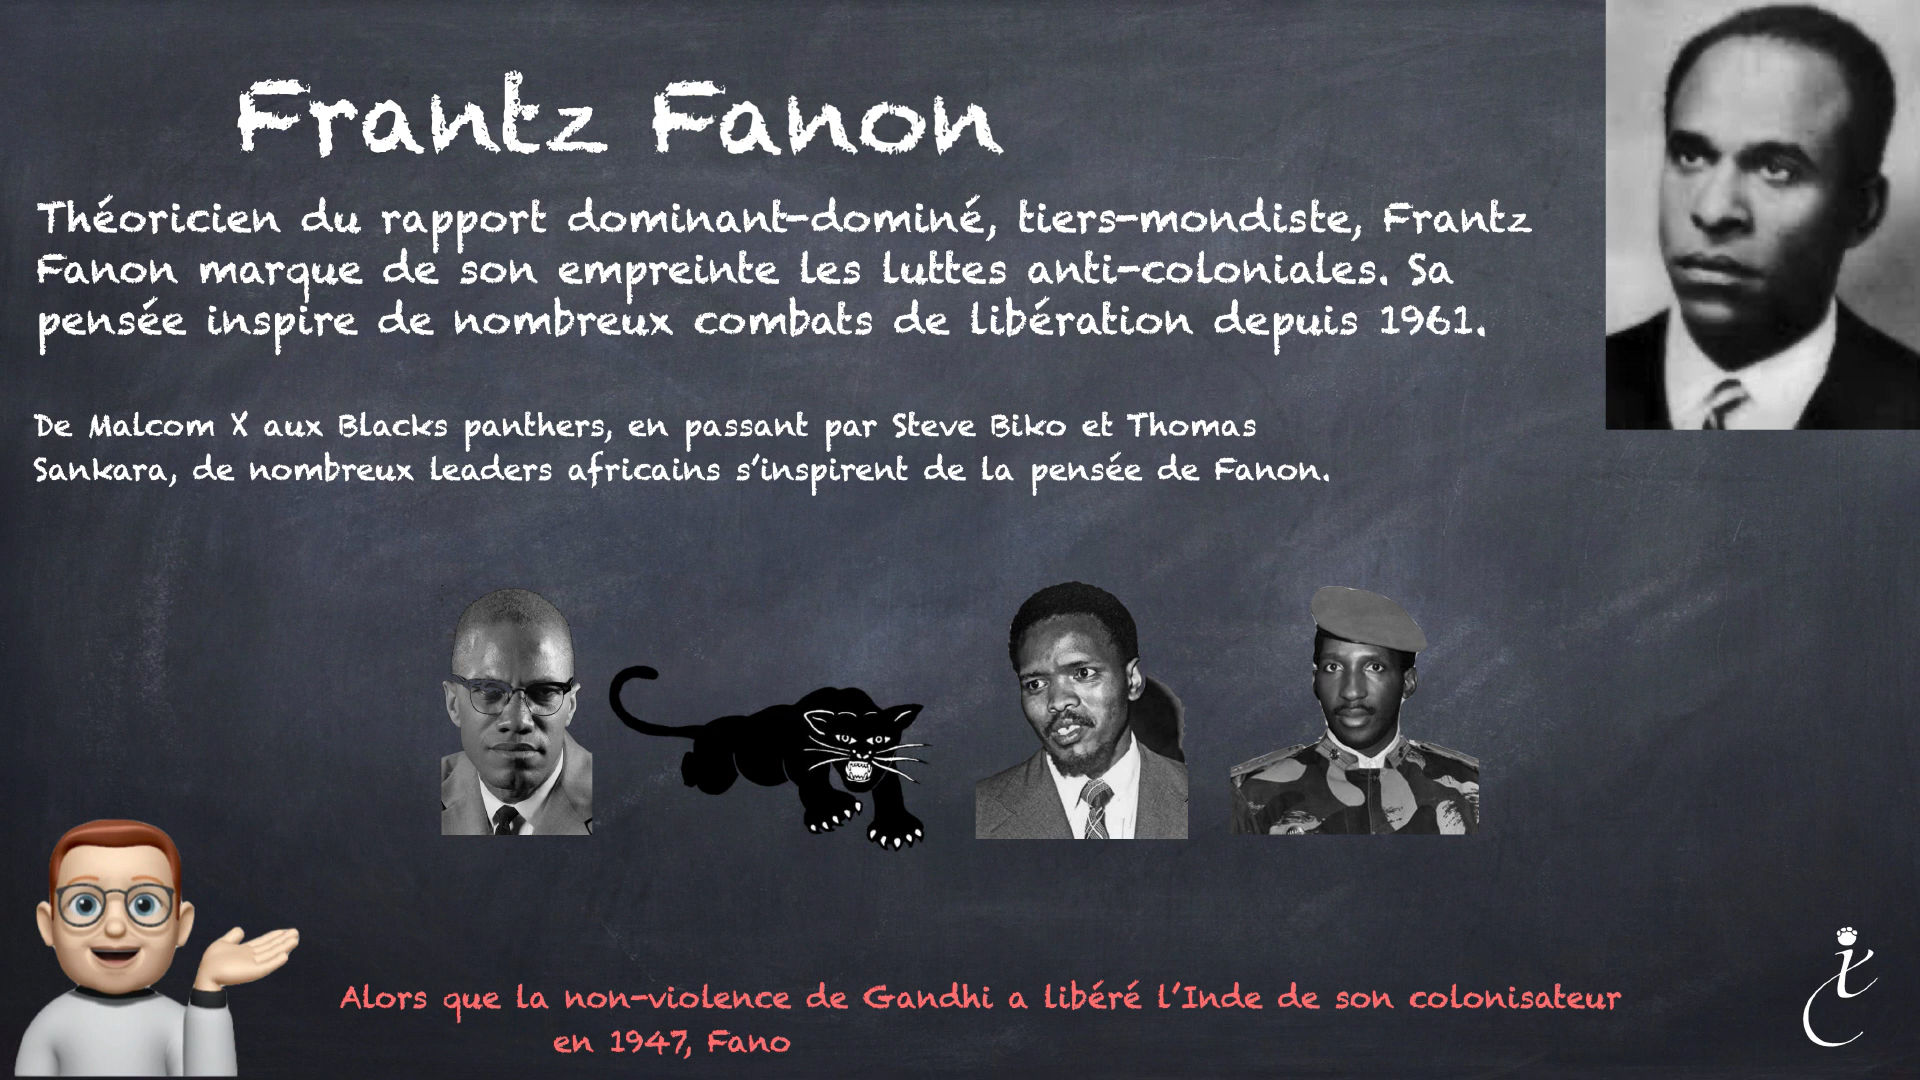 Frantz Fanon
Théoricien du rapport dominant-dominé, tiers-mondiste, Frantz
Fanon marque de son empreinte les luttes anti-coloniales. Sa
pensée inspire de nombreux combats de libération depuis 1961.
De Malcom X aux Blacks panthers, en passant par Steve Biko et Thomas
Sankara, de nombreux leaders africains s’inspirent de la pensée de Fanon.
Alors que la non-violence de Gandhi a libéré l’Inde de son colonisateur
en 1947, Fano